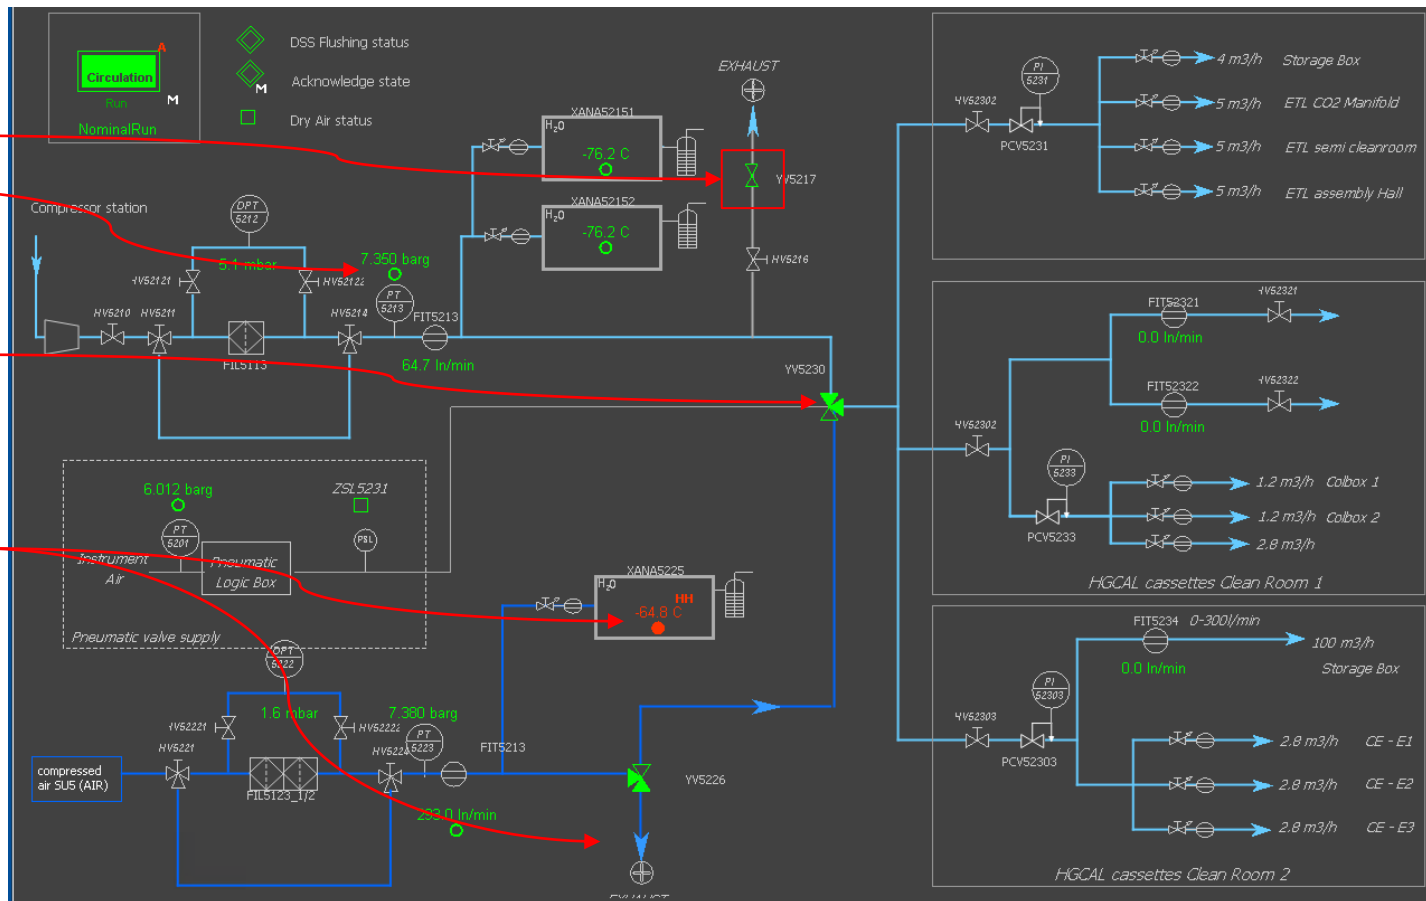 A
Circulation
Run
M
NominalRun
DSS Flushing status
Acknowledge state
M
Dry Air status
EXHAUST
XANA52151
H2O
-76.2 C
XANA52152
H2O
-76.2 C
YV5217
HV5216
Compressor station
DPT
5212
5.1 mbar
7.350 barg
PT
5213
FIT5213
64.7 ln/min
HV5210
HV5211
HV52122
HV5214
FIL5113
YV5230
6.012 barg
PT
5201
ZSL5231
PSL
Instrument
Air
Pneumatic
Logic Box
Pneumatic valve supply
XANA5225
H2O
HH
-64.8 C
DPT
5222
1.6 mbar
7.380 barg
PT
5223
HV5222
HV5221
FIT5213
compressed
air SU5 (AIR)
FIL5123_1/2
293.0 ln/min
YV5226
EXHAUST
PI
5231
HV52302
PCV5231
4 m3/h Storage Box
5 m3/h ETL CO2 Manifold
5 m3/h ETL semi cleanroom
5 m3/h ETL assembly Hall
FIT52321
0.0 ln/min
FIT52322
0.0 ln/min
HV52302
PI
5233
PCV5233
1.2 m3/h Colbox 1
1.2 m3/h Colbox 2
2.8 m3/h
HGCAL cassettes Clean Room 1
FIT5234 0-300l/min
0.0 ln/min
100 m3/h
Storage Box
PI
52303
HV52303
PCV52303
2.8 m3/h CE - E1
2.8 m3/h CE - E2
2.8 m3/h CE - E3
HGCAL cassettes Clean Room 2